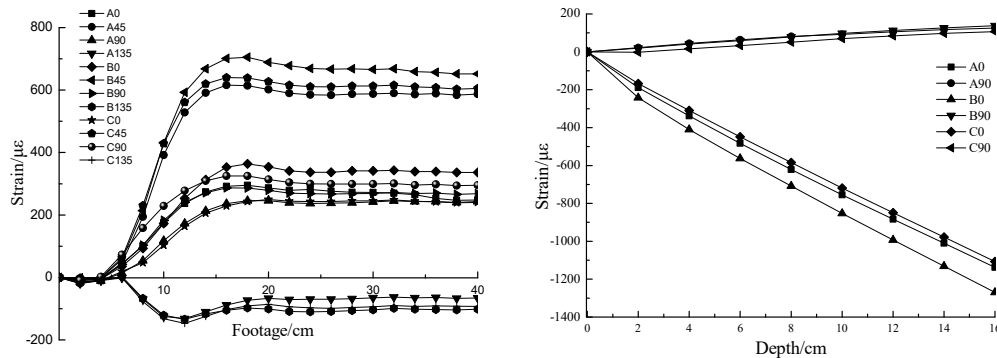 A0
A45
A90
A135
B0
B45
B90
B135
C0
C45
C90
C135
800
600
400
200
0
-200
10
20
30
40
Strain/με
Footage/cm
200
0
-200
-400
-600
-800
-1000
-1200
-1400
0
2
4
6
8
10
12
14
16
Strain/με
Depth/cm
A0
A90
B0
B90
C0
C90